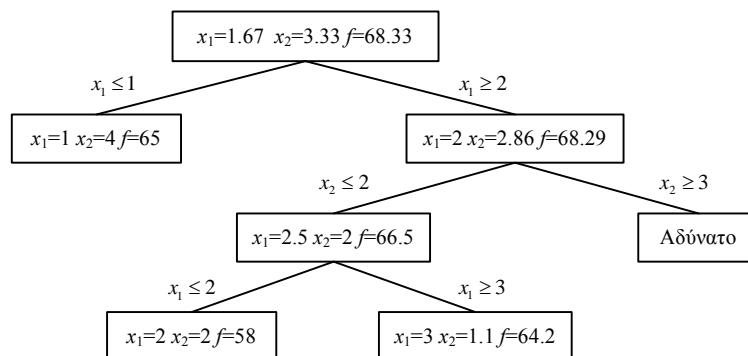 x₁=1.67 x₂=3.33 f=68.33
x₁ ≤ 1
x₁ ≥ 2
x₁=1 x₂=4 f=65
x₁=2 x₂=2.86 f=68.29
x₂ ≤ 2
x₂ ≥ 3
x₁=2.5 x₂=2 f=66.5
Αδύνατο
x₁ ≤ 2
x₁ ≥ 3
x₁=2 x₂=2 f=58
x₁=3 x₂=1.1 f=64.2